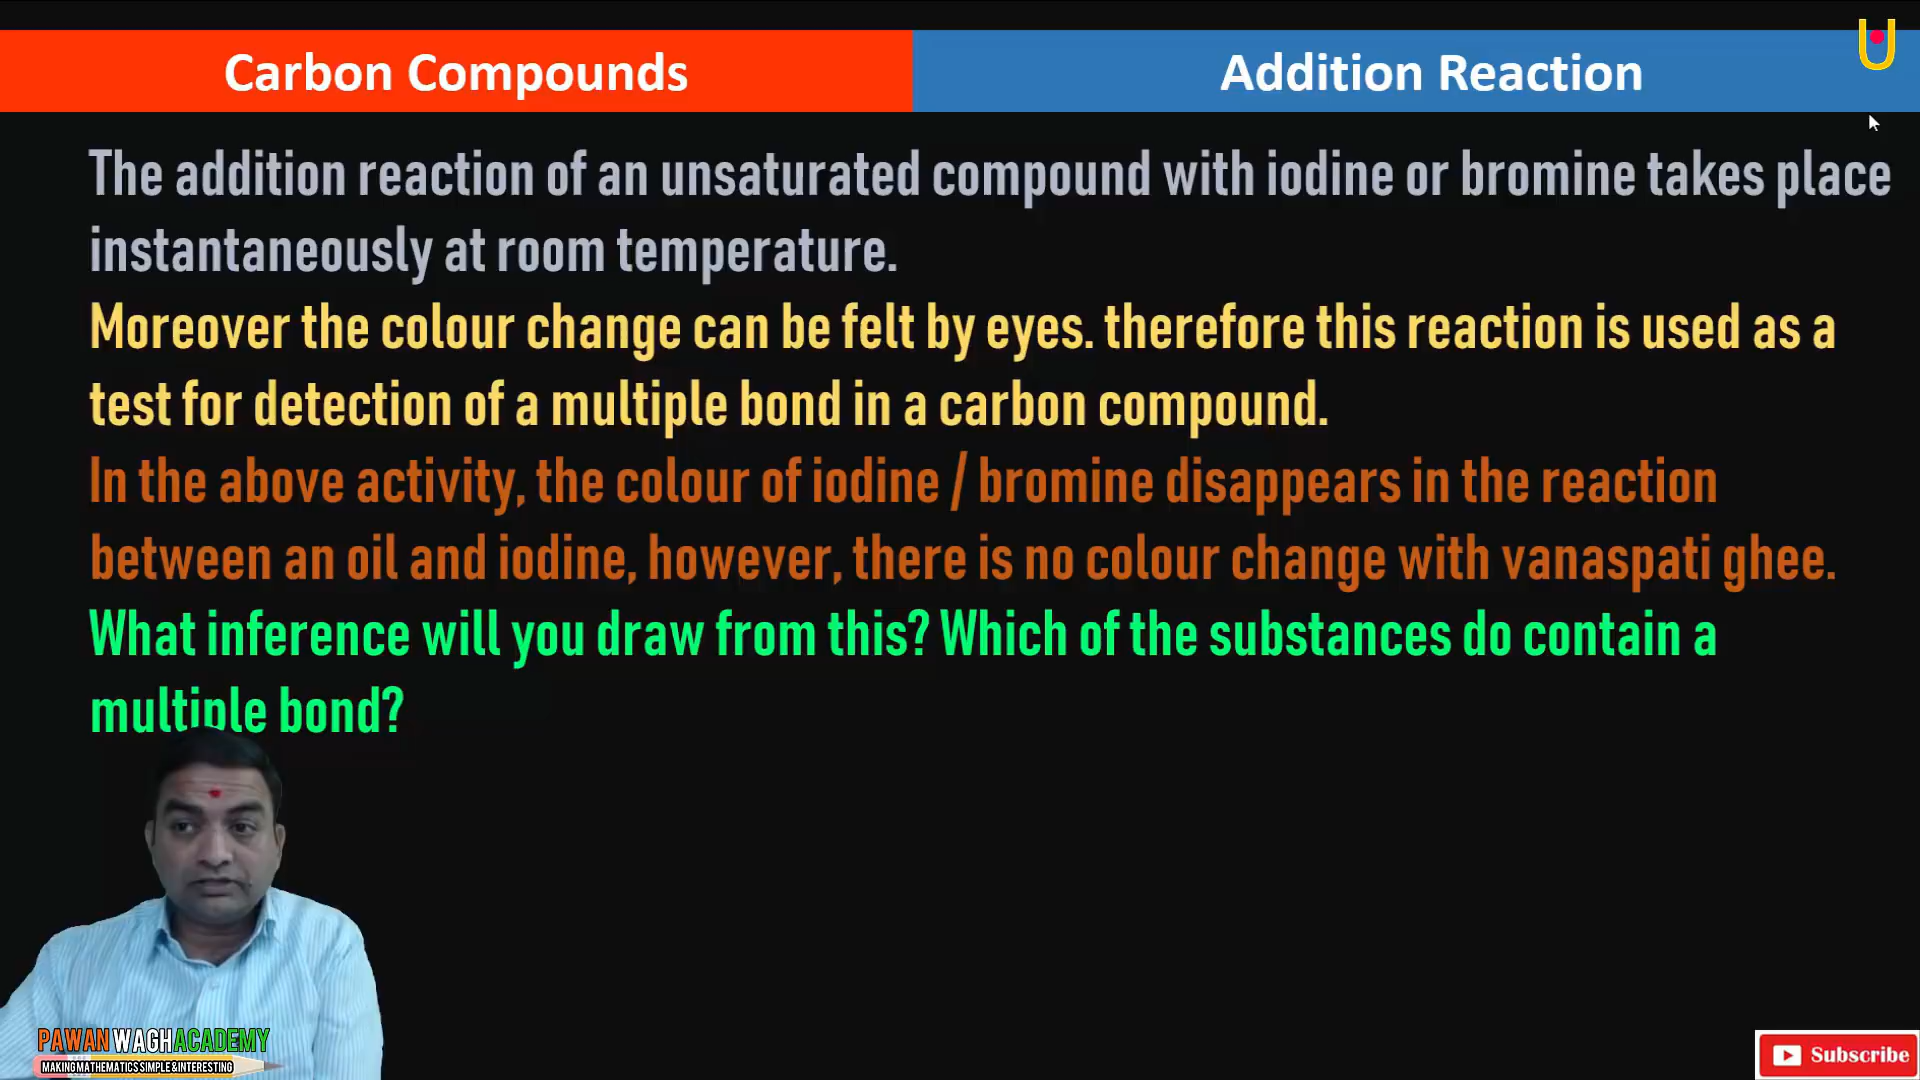 Carbon Compounds
Addition Reaction
The addition reaction of an unsaturated compound with iodine or bromine takes place
instantaneously at room temperature.
Moreover the colour change can be felt by eyes. therefore this reaction is used as a
test for detection of a multiple bond in a carbon compound.
In the above activity, the colour of iodine / bromine disappears in the reaction
between an oil and iodine, however, there is no colour change with vanaspati ghee.
What inference will you draw from this? Which of the substances do contain a
multiple bond?
PAWAN WAGH ACADEMY
MAKING MATHEMATICS SIMPLE & INTERESTING
Subscribe